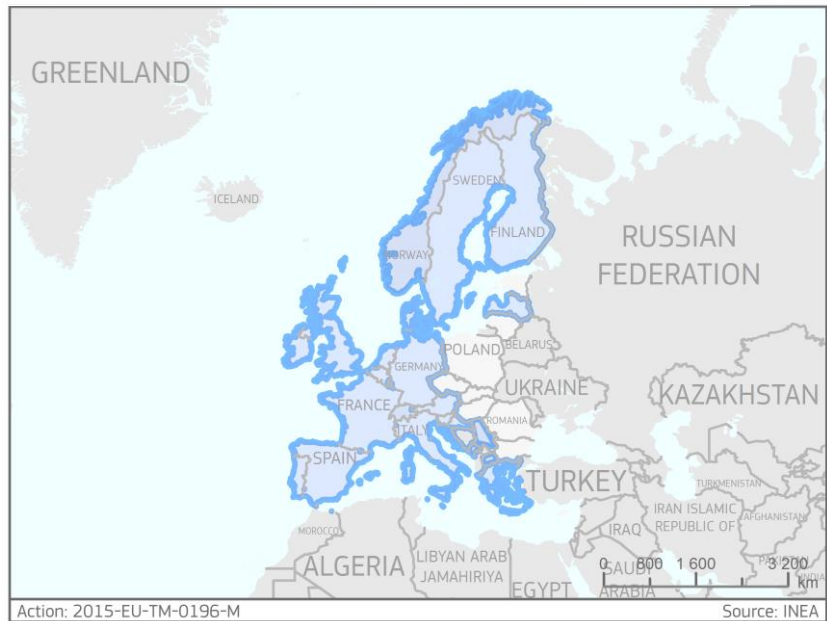 GREENLAND
ICELAND
SWEDEN
FINLAND
NORWAY
RUSSIAN
FEDERATION
BELARUS
POLAND
GERMANY
UKRAINE
KAZAKHSTAN
FRANCE
ROMANIA
ITALY
SPAIN
TURKEY
TURKMENISTAN
IRAN ISLAMIC
REPUBLIC OF
AFGHANISTAN
MOROCCO
IRAQ
ALGERIA
LIBYAN ARAB
JAMAHIRIYA
EGYPT
SAUDI
ARABIA
PAKISTAN
INDIA
0 800 1 600 3 200
km
Action: 2015-EU-TM-0196-M
Source: INEA